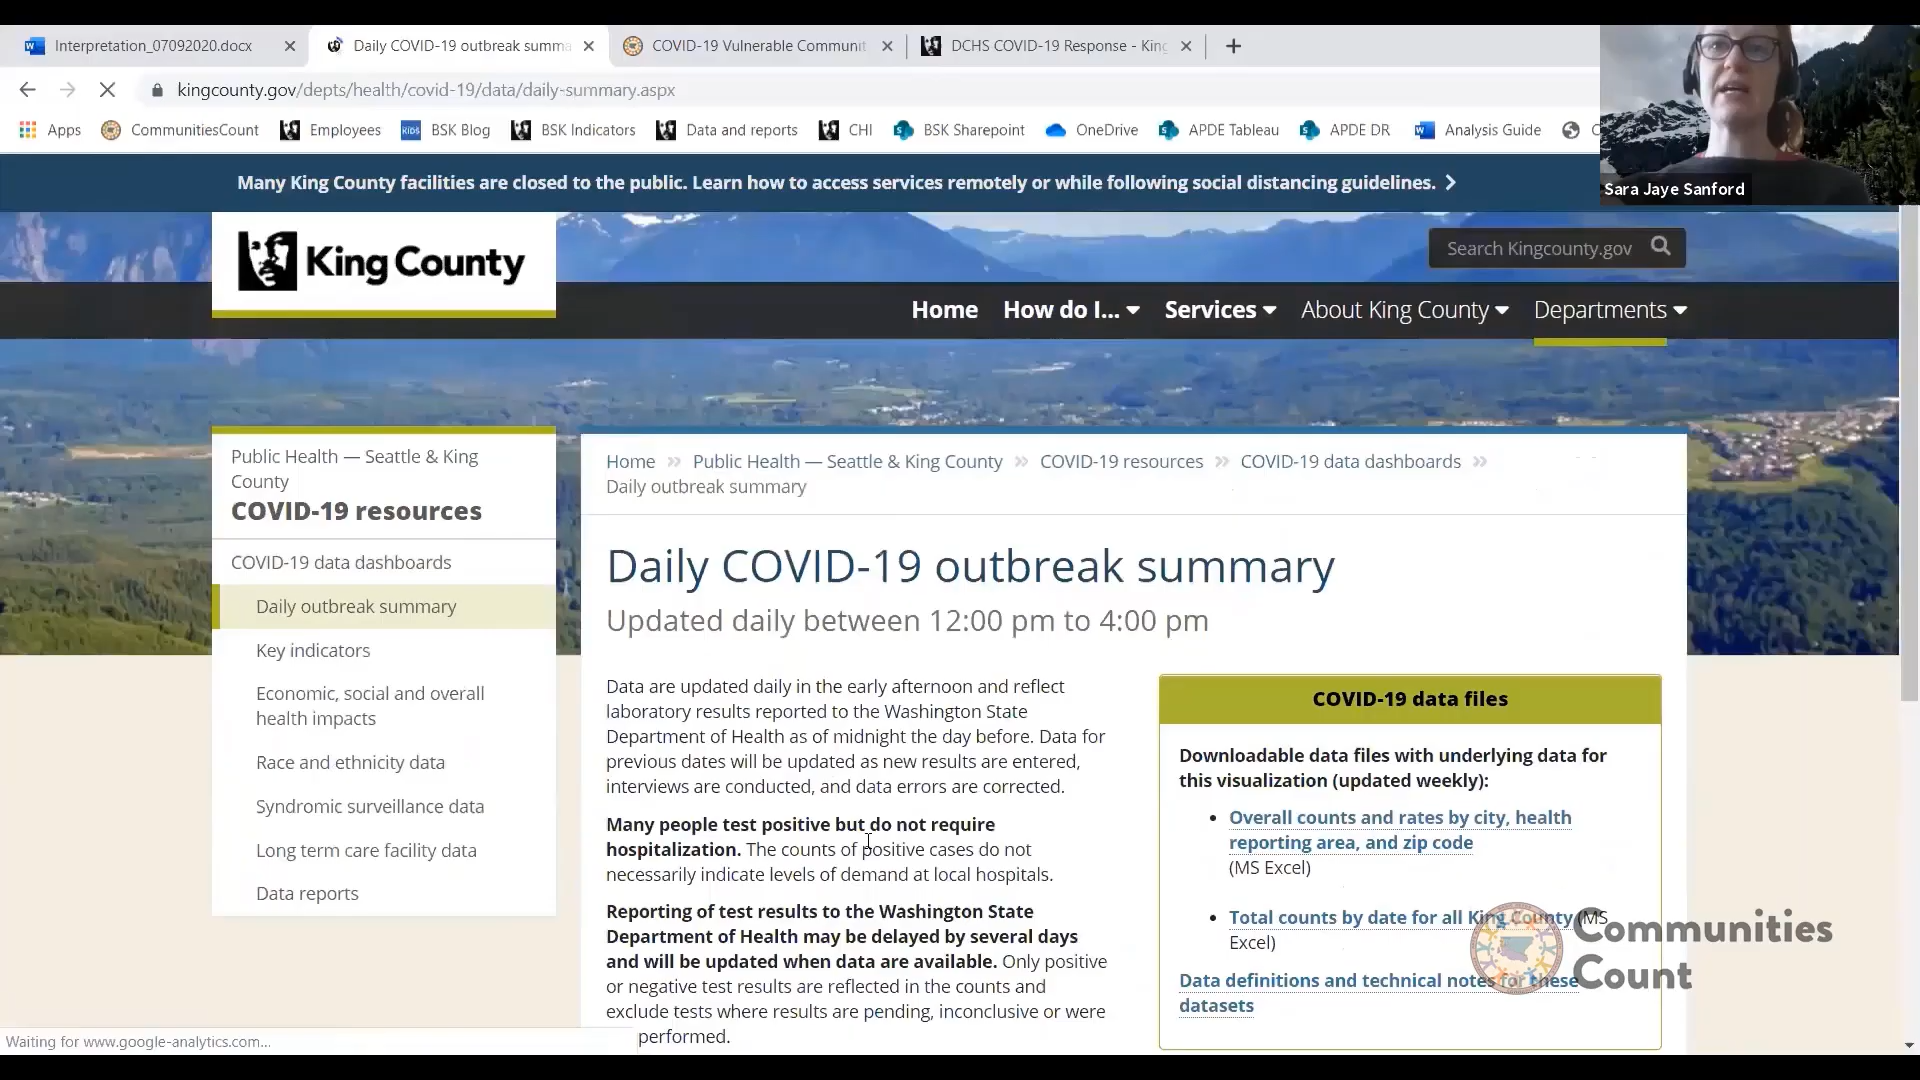 Interpretation_07092020.docx
Daily COVID-19 outbreak summa
COVID-19 Vulnerable Communit
DCHS COVID-19 Response - King
kingcounty.gov/depts/health/covid-19/data/daily-summary.aspx
Apps
CommunitiesCount
Employees
BSK Blog
BSK Indicators
Data and reports
CHI
BSK Sharepoint
OneDrive
APDE Tableau
APDE DR
Analysis Guide
Sara Jaye Sanford
Many King County facilities are closed to the public. Learn how to access services remotely or while following social distancing guidelines.
King County
Search Kingcounty.gov
Home How do I... Services About King County Departments
Public Health — Seattle & King
County
COVID-19 resources
COVID-19 data dashboards
Daily outbreak summary
Key indicators
Economic, social and overall
health impacts
Race and ethnicity data
Syndromic surveillance data
Long term care facility data
Data reports
Home » Public Health — Seattle & King County » COVID-19 resources » COVID-19 data dashboards »
Daily outbreak summary
Daily COVID-19 outbreak summary
Updated daily between 12:00 pm to 4:00 pm
Data are updated daily in the early afternoon and reflect
laboratory results reported to the Washington State
Department of Health as of midnight the day before. Data for
previous dates will be updated as new results are entered,
interviews are conducted, and data errors are corrected.
Many people test positive but do not require
hospitalization. The counts of positive cases do not
necessarily indicate levels of demand at local hospitals.
Reporting of test results to the Washington State
Department of Health may be delayed by several days
and will be updated when data are available. Only positive
or negative test results are reflected in the counts and
exclude tests where results are pending, inconclusive or were
performed.
COVID-19 data files
Downloadable data files with underlying data for
this visualization (updated weekly):
• Overall counts and rates by city, health
reporting area, and zip code
(MS Excel)
• Total counts by date for all King County (MS
Excel)
Data definitions and technical notes for these
datasets
Communities
Count
Waiting for www.google-analytics.com...